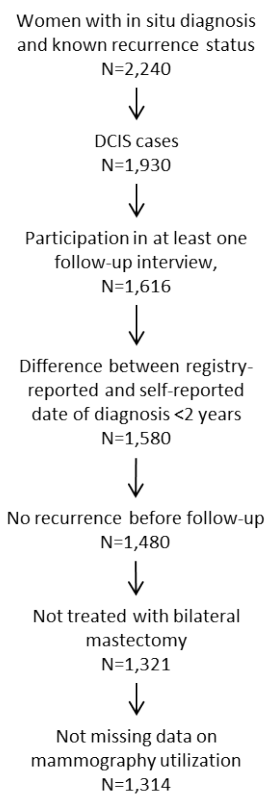 Women with in situ diagnosis
and known recurrence status
N=2,240
DCIS cases
N=1,930
Participation in at least one
follow-up interview,
N=1,616
Difference between registry-
reported and self-reported
date of diagnosis <2 years
N=1,580
No recurrence before follow-up
N=1,480
Not treated with bilateral
mastectomy
N=1,321
Not missing data on
mammography utilization
N=1,314